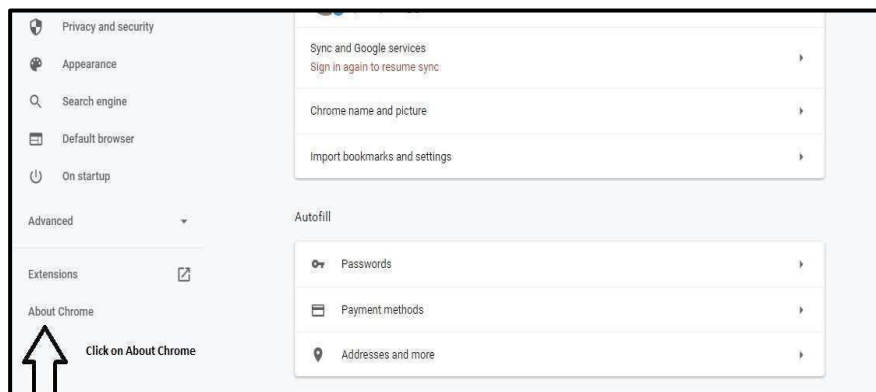 Privacy and security
Appearance
Search engine
Default browser
On startup
Advanced
Extensions
About Chrome
Click on About Chrome
Sync and Google services
Sign in again to resume sync
Chrome name and picture
Import bookmarks and settings
Autofill
Passwords
Payment methods
Addresses and more